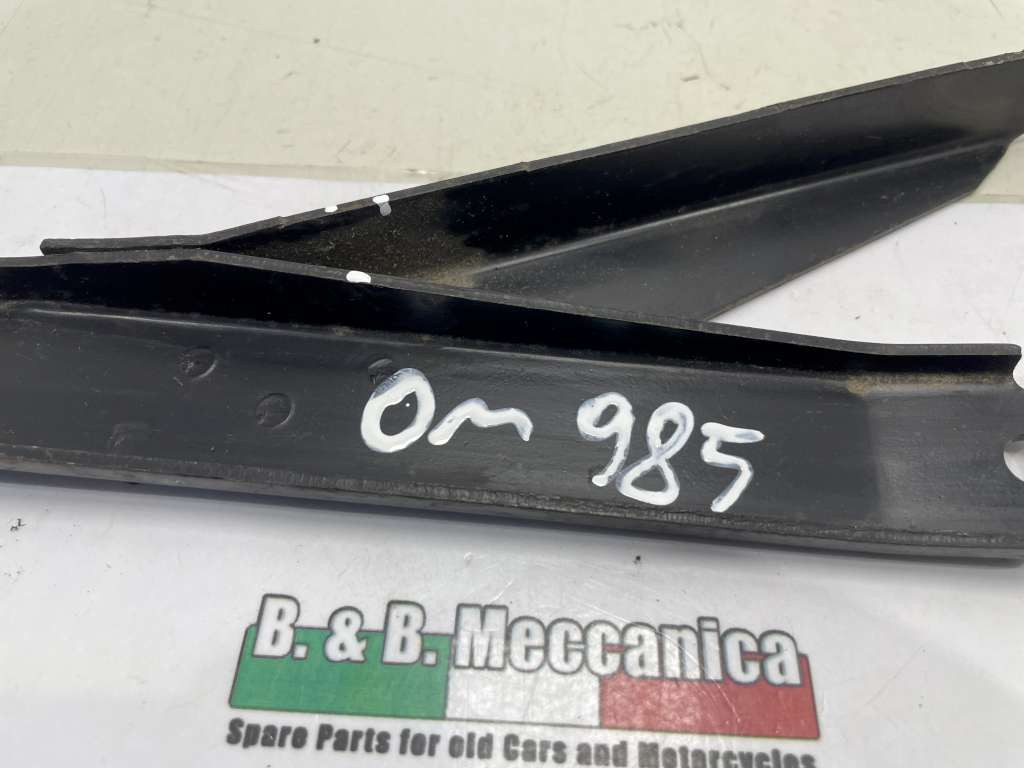 Om 985
B. & B. Meccanica
Spare Parts for old Cars and Motorcycles